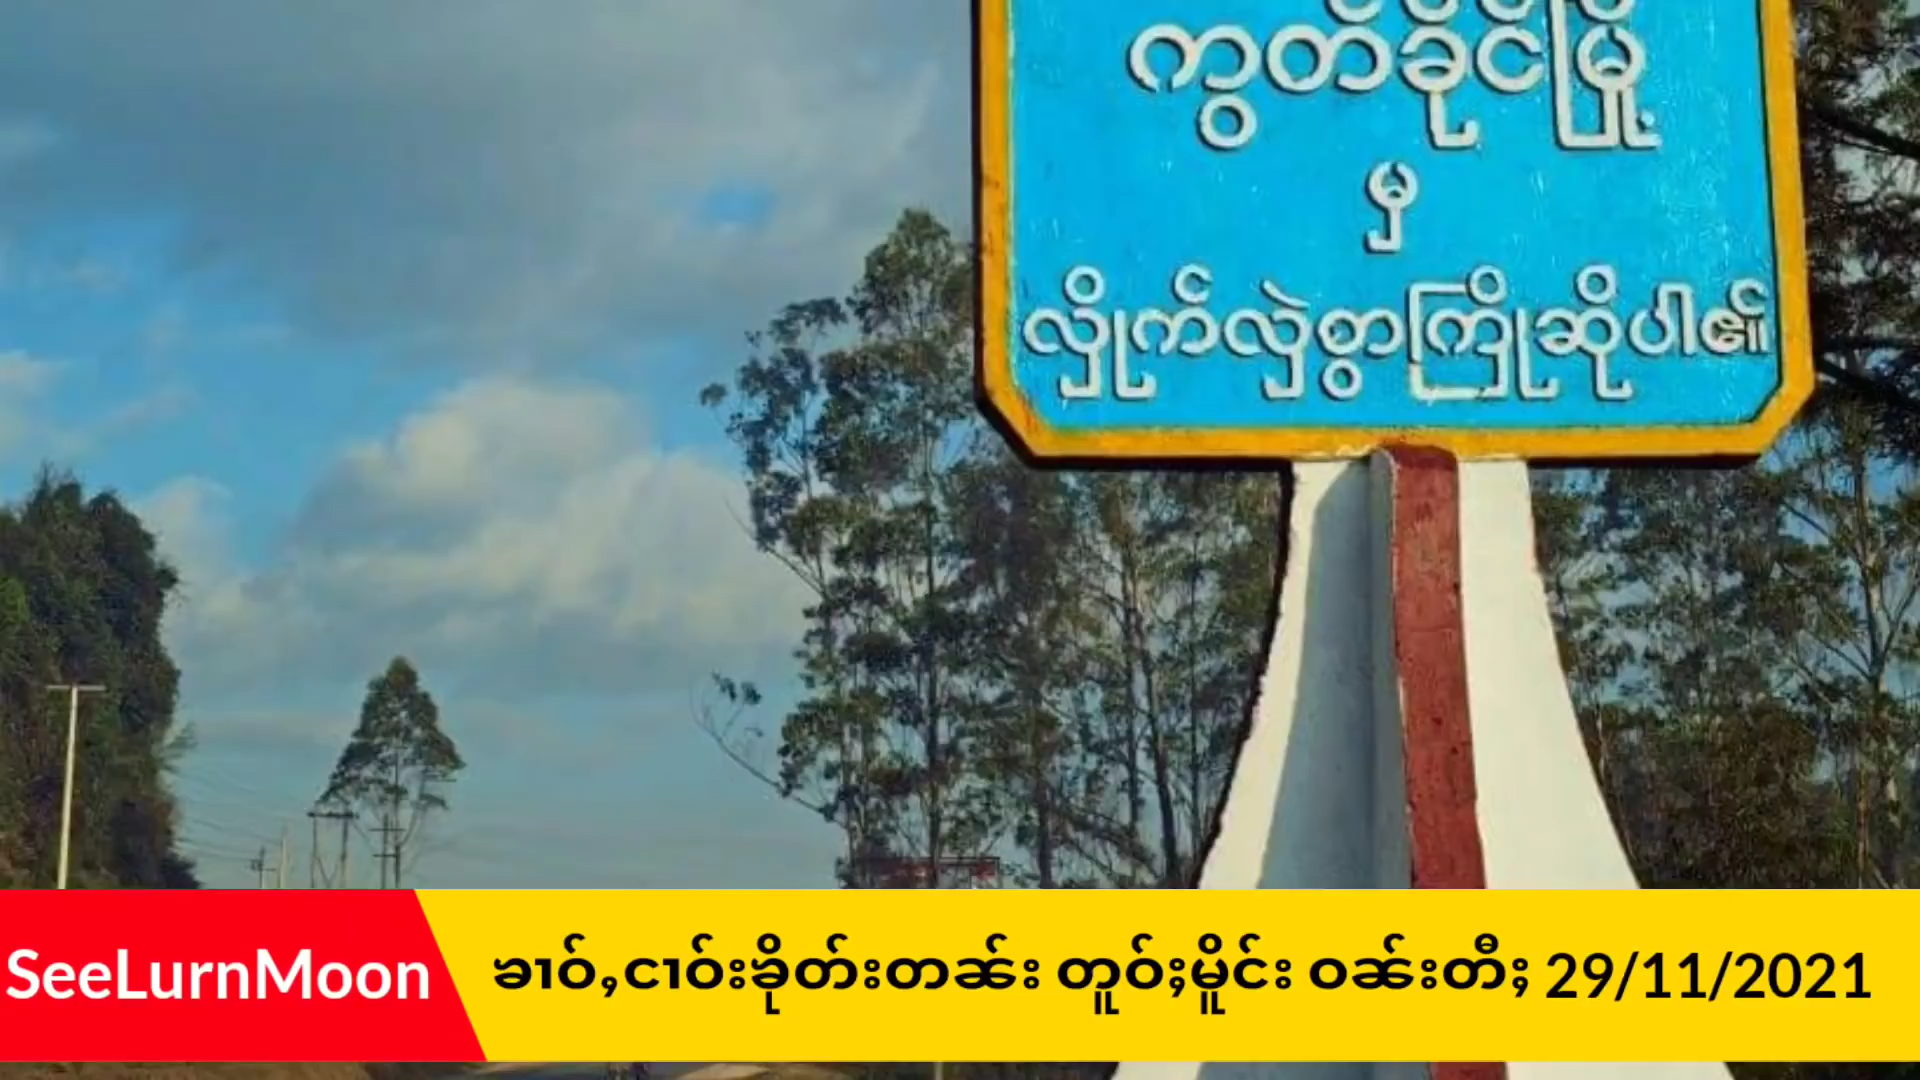 ကွတ်ခိုင်မြို့
မှ
လှိုက်လှဲစွာကြိုဆိုပါ၏
SeeLurnMoon
ၶၢဝ်ႇငၢဝ်းၶိုတ်းတၼ်း တူဝ်ႈမိူင်း ဝၼ်းတီႈ 29/11/2021